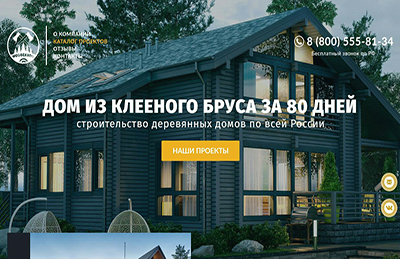 О КОМПАНИИ
КАТАЛОГ ПРОЕКТОВ
ОТЗЫВЫ
КОНТАКТЫ
8 (800) 555-81-34
Бесплатный звонок по РФ
ДОМ ИЗ КЛЕЕНОГО БРУСА ЗА 80 ДНЕЙ
строительство деревянных домов по всей России
НАШИ ПРОЕКТЫ